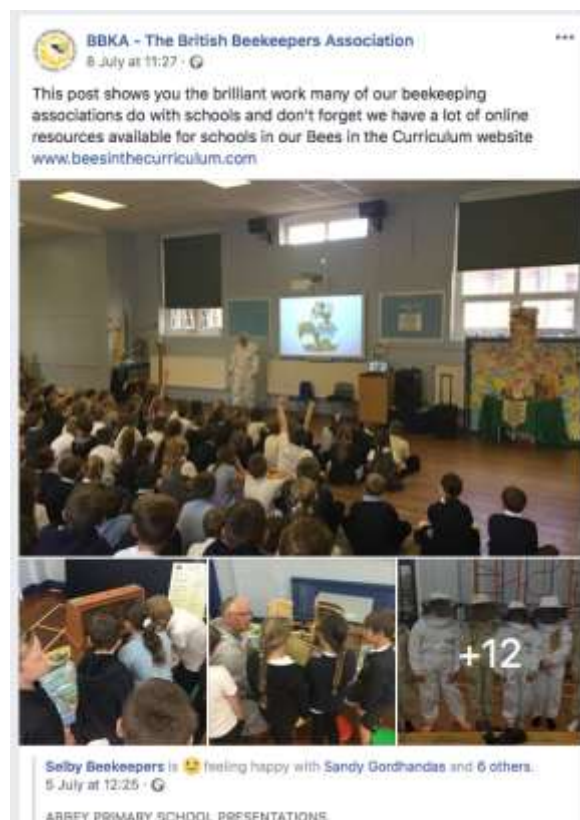 BBKA - The British Beekeepers Association
8 July at 11:27 ·
This post shows you the brilliant work many of our beekeeping
associations do with schools and don't forget we have a lot of online
resources available for schools in our Bees in the Curriculum website
www.beesinthecurriculum.com
+12
Selby Beekeepers is feeling happy with Sandy Gordhandas and 6 others.
5 July at 12:25 ·
ABBEY PRIMARY SCHOOL PRESENTATIONS